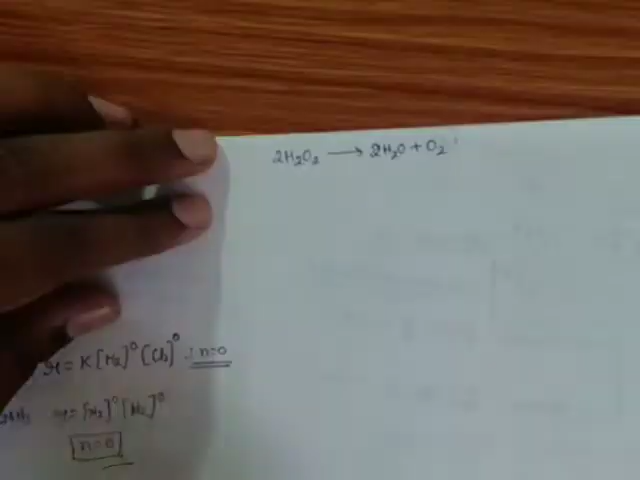 2H₂O₂ → 2H₂O + O₂
r = K[H₂]⁰ [Cl₂]⁰ ∴ n=0
r = [N₂]⁰ [H₂]⁰
n=0